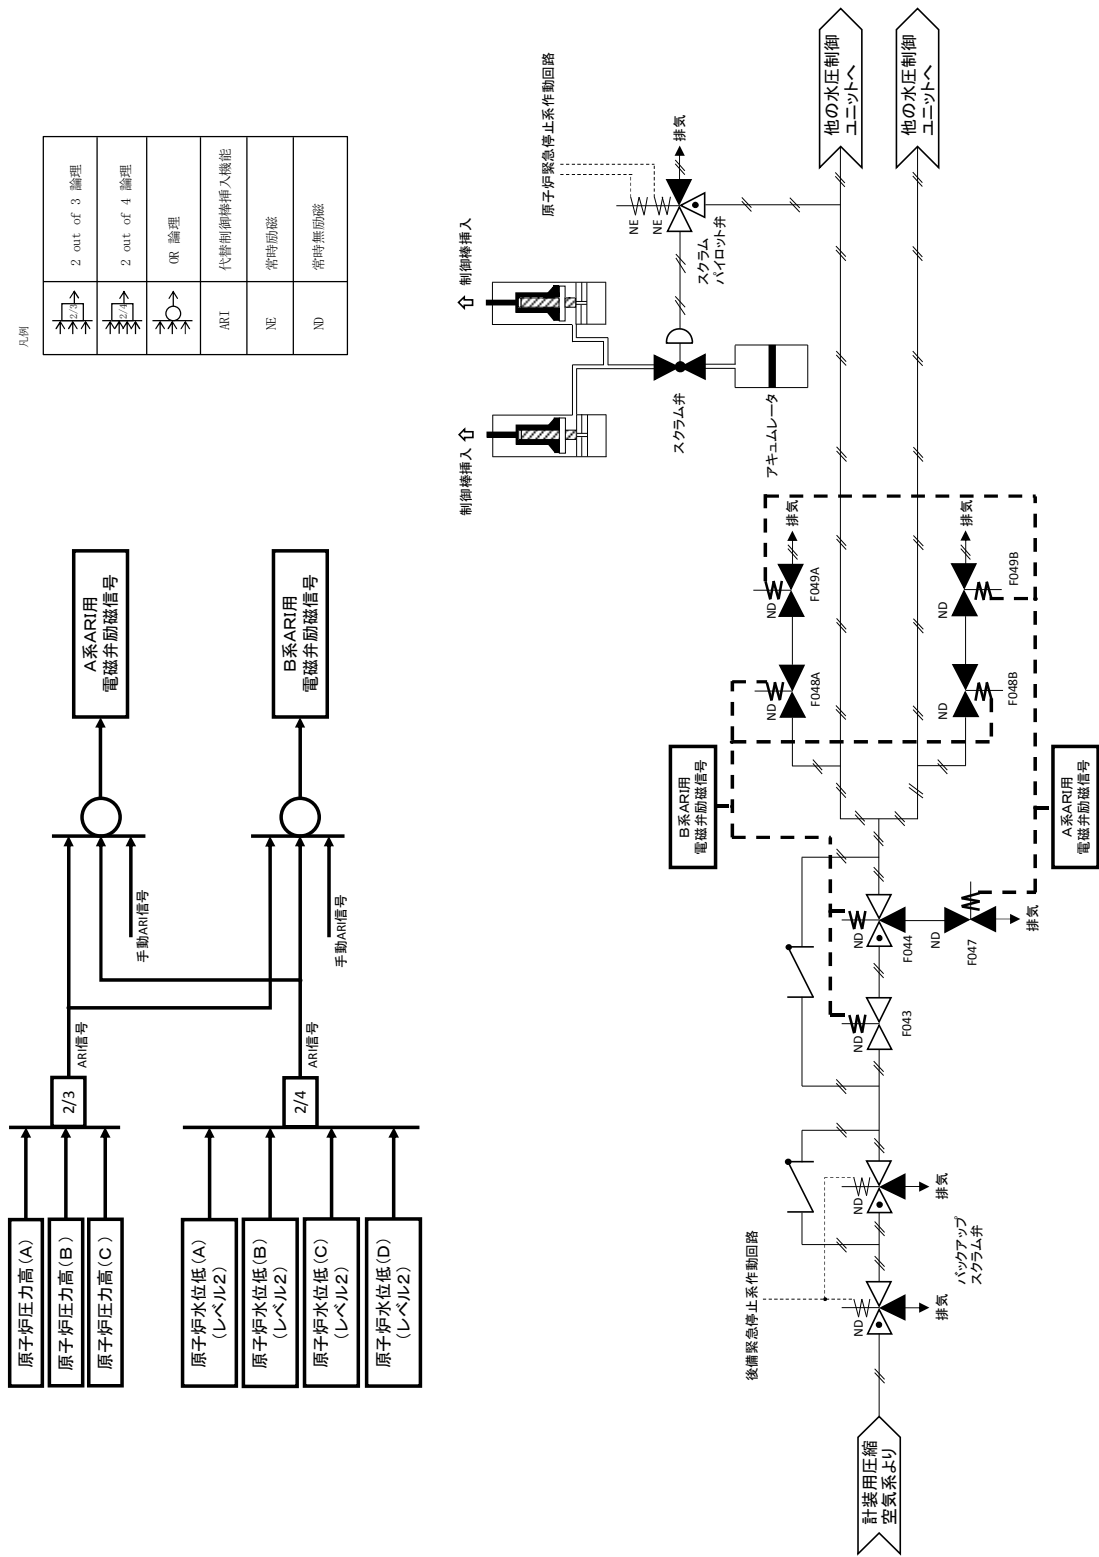 凡例
2/3
2 out of 3 論理
2/4
2 out of 4 論理
OR 論理
ARI
代替制御棒挿入機能
NE
常時励磁
ND
常時無励磁
原子炉圧力高(A)
原子炉圧力高(B)
原子炉圧力高(C)
2/3
ARI信号
原子炉水位低(A)
(レベル2)
原子炉水位低(B)
(レベル2)
原子炉水位低(C)
(レベル2)
原子炉水位低(D)
(レベル2)
2/4
ARI信号
手動ARI信号
手動ARI信号
A系ARI用
電磁弁励磁信号
B系ARI用
電磁弁励磁信号
制御棒挿入
制御棒挿入
原子炉緊急停止系作動回路
NE
NE
排気
スクラム
パイロット弁
スクラム弁
アキュムレータ
他の水圧制御
ユニットへ
他の水圧制御
ユニットへ
計装用圧縮
空気系より
後備緊急停止系作動回路
ND
排気
ND
排気
バックアップ
スクラム弁
ND
F043
ND
F044
ND
F047
排気
B系ARI用
電磁弁励磁信号
A系ARI用
電磁弁励磁信号
ND
F048A
ND
F049A
排気
ND
F048B
ND
F049B
排気